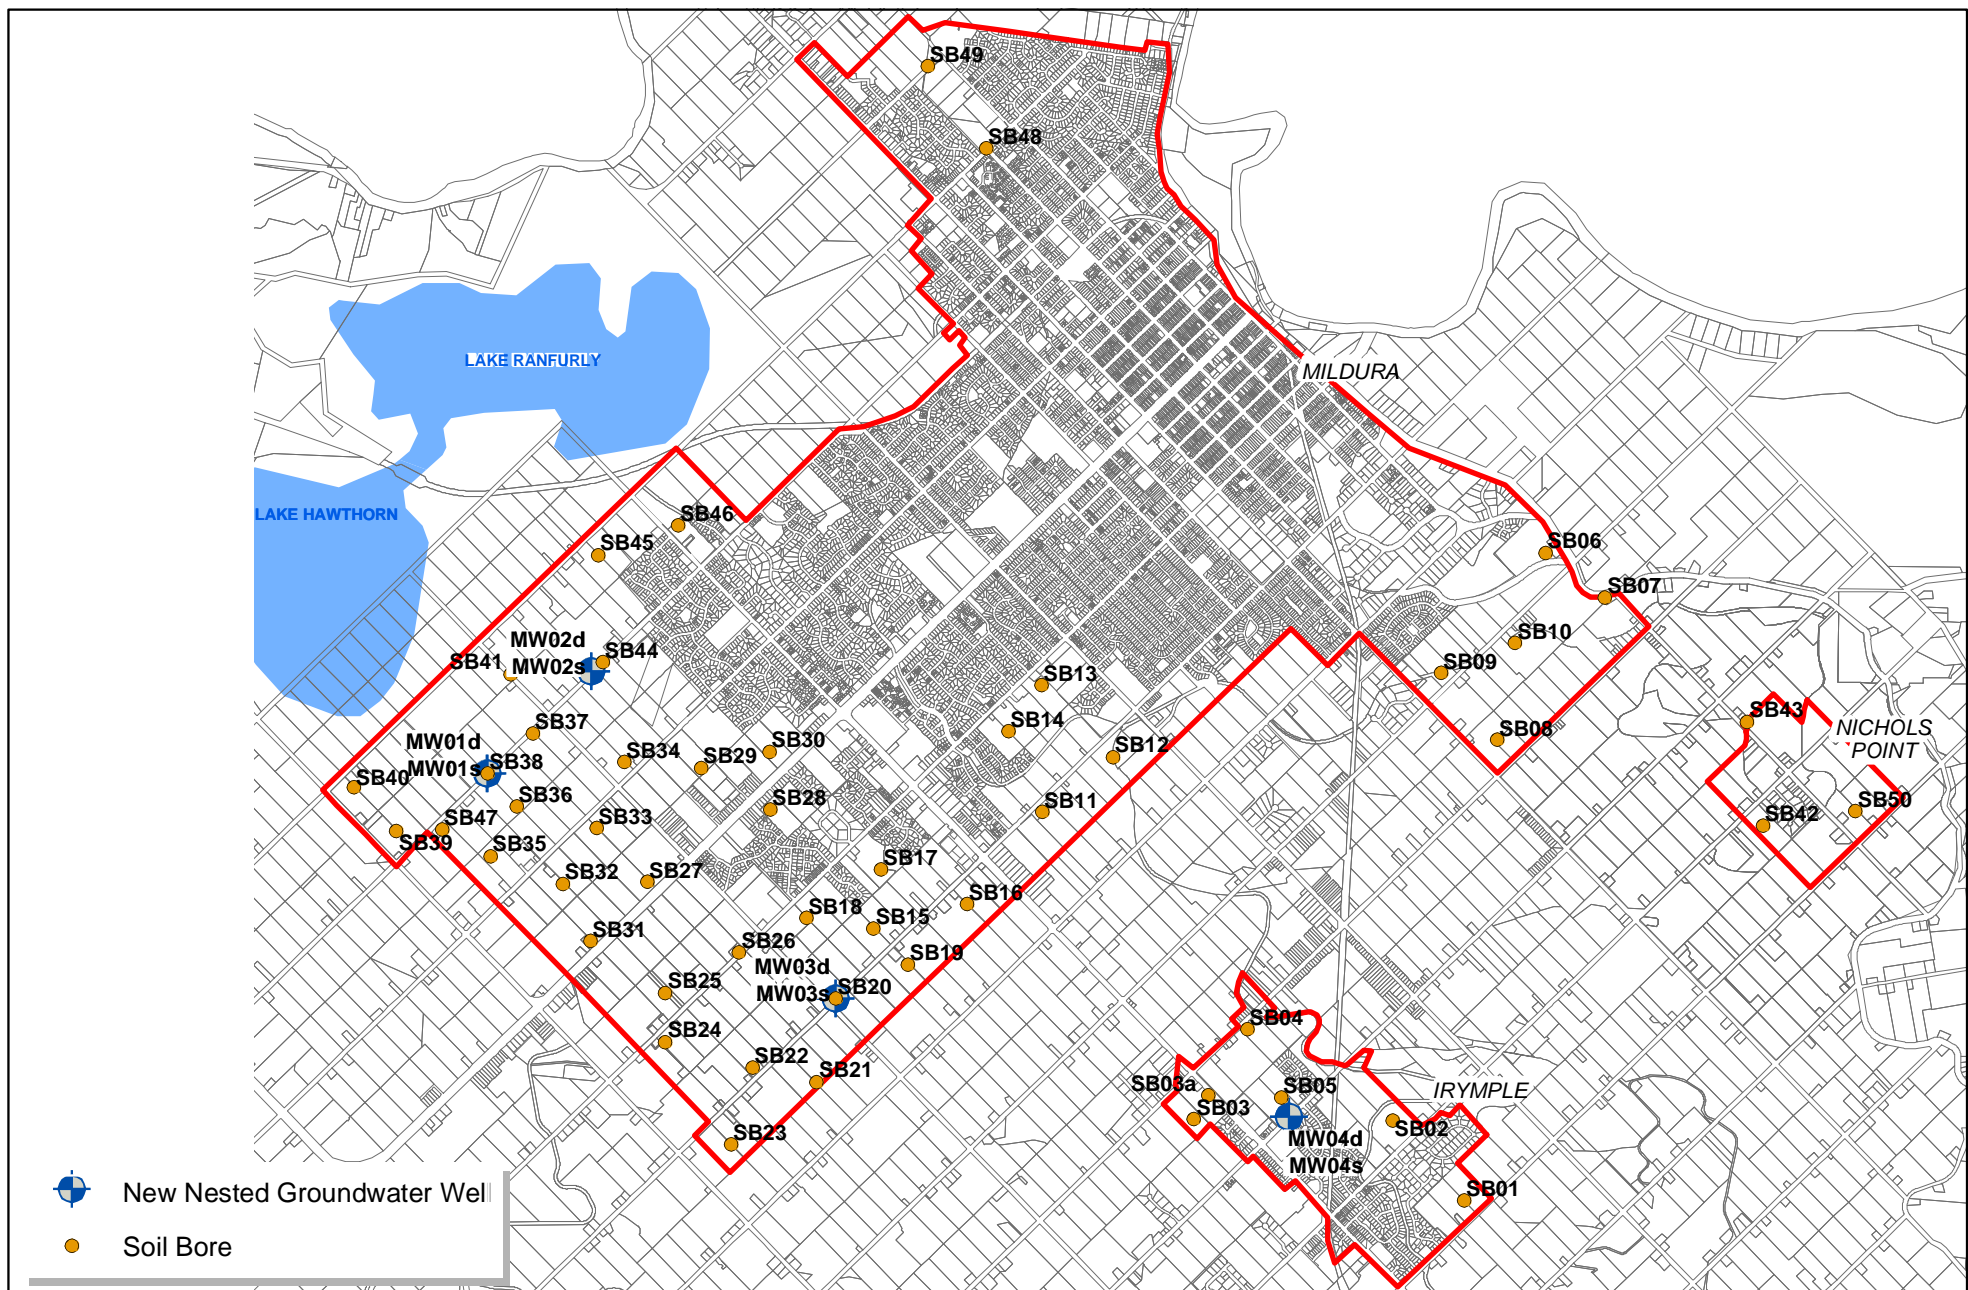 SB49
SB48
LAKE RANFURLY
MILDURA
LAKE HAWTHORN
SB46
SB45
SB06
SB07
MW02d
MW02s
SB44
SB41
SB10
SB09
SB13
SB14
SB12
SB08
SB43
NICHOLS
POINT
SB37
MW01d
MW01s
SB38
SB34
SB29
SB30
SB40
SB36
SB28
SB11
SB50
SB42
SB47
SB39
SB33
SB35
SB32
SB27
SB17
SB16
SB18
SB15
SB31
SB26
SB19
MW03d
MW03s
SB20
SB25
SB24
SB04
SB22
SB21
SB03a
SB03
SB05
IRYMPLE
SB02
MW04d
MW04s
SB23
SB01
New Nested Groundwater Well
Soil Bore